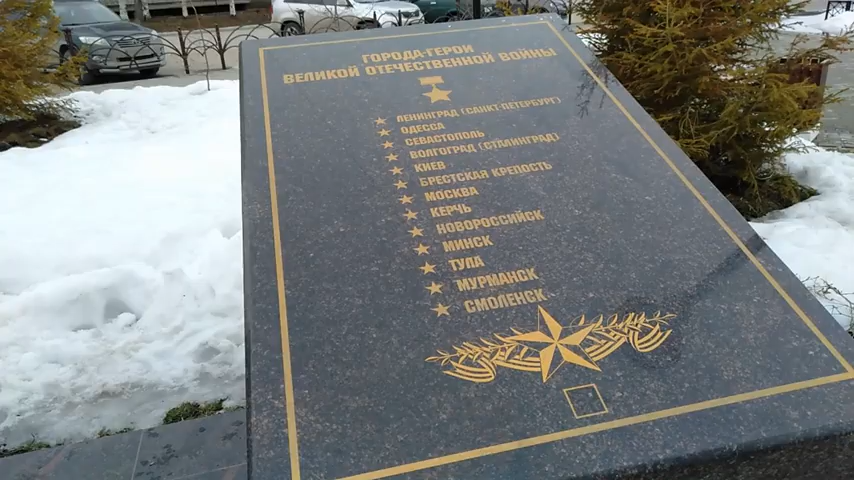 ГОРОДА-ГЕРОИ
ВЕЛИКОЙ ОТЕЧЕСТВЕННОЙ ВОЙНЫ
ЛЕНИНГРАД (САНКТ-ПЕТЕРБУРГ)
ОДЕССА
СЕВАСТОПОЛЬ
ВОЛГОГРАД (СТАЛИНГРАД)
КИЕВ
БРЕСТСКАЯ КРЕПОСТЬ
МОСКВА
КЕРЧЬ
НОВОРОССИЙСК
МИНСК
ТУЛА
МУРМАНСК
СМОЛЕНСК